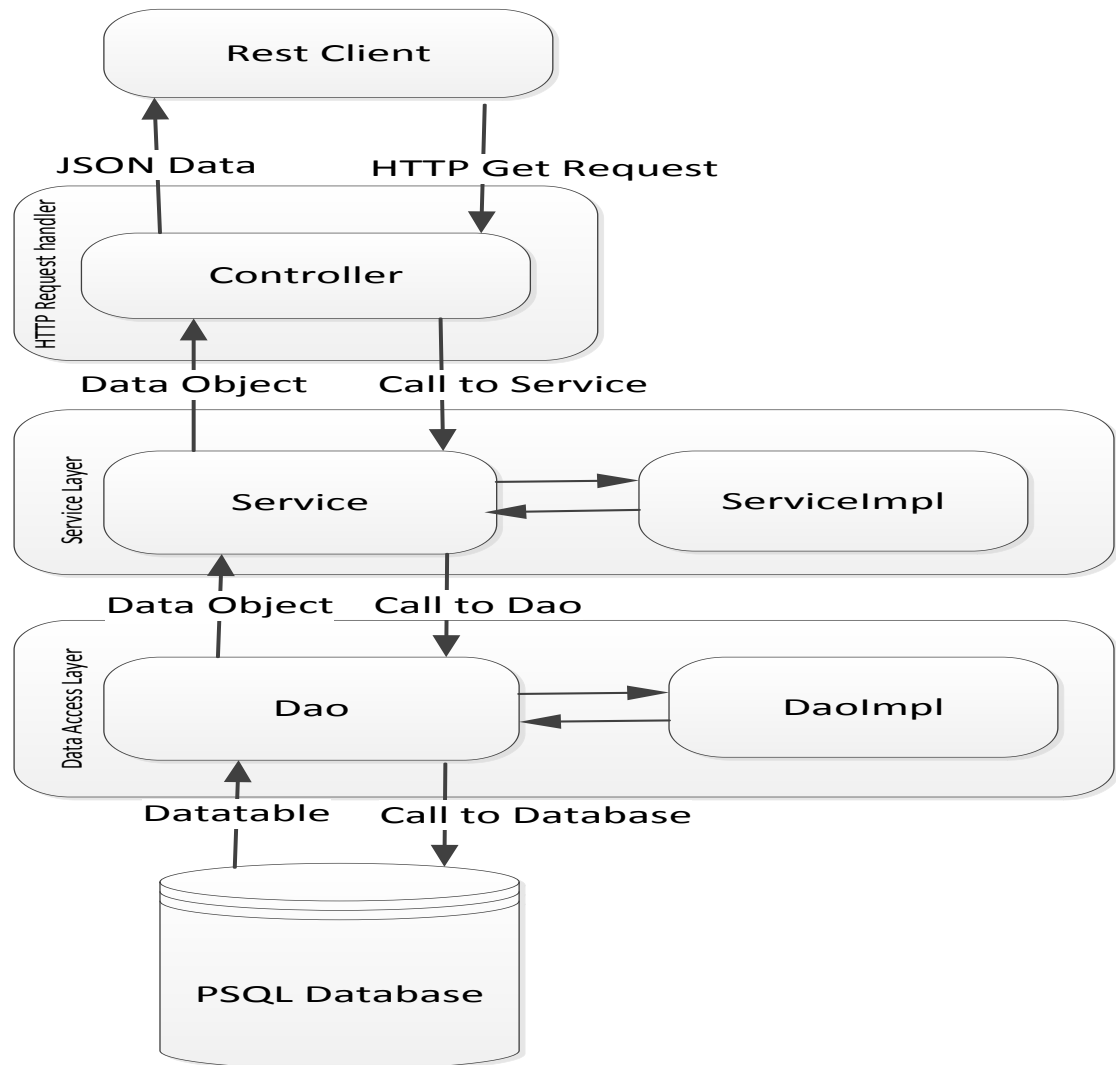 Rest Client
JSON Data
HTTP Get Request
HTTP Request handler
Controller
Data Object
Call to Service
Service Layer
Service
ServiceImpl
Data Object
Call to Dao
Data Access Layer
Dao
DaoImpl
Datatable
Call to Database
PSQL Database